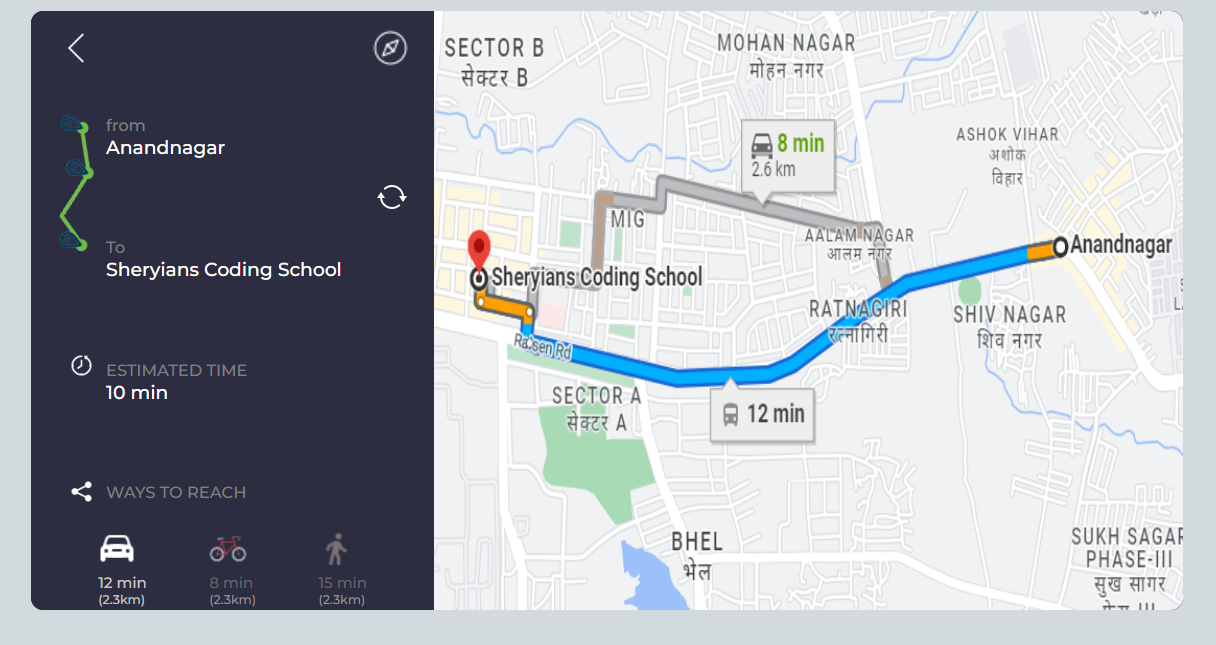 from
Anandnagar
To
Sheryians Coding School
ESTIMATED TIME
10 min
WAYS TO REACH
12 min
(2.3km)
8 min
(2.3km)
15 min
(2.3km)
SECTOR B
सेक्टर B
MOHAN NAGAR
मोहन नगर
8 min
2.6 km
ASHOK VIHAR
अशोक
विहार
MIG
AALAM NAGAR
आलम नगर
Anandnagar
Sheryians Coding School
RATNAGIRI
रत्नागिरी
SHIV NAGAR
शिव नगर
Raisen Rd
SECTOR A
सेक्टर A
12 min
BHEL
भेल
SUKH SAGAR
PHASE-III
सुख सागर